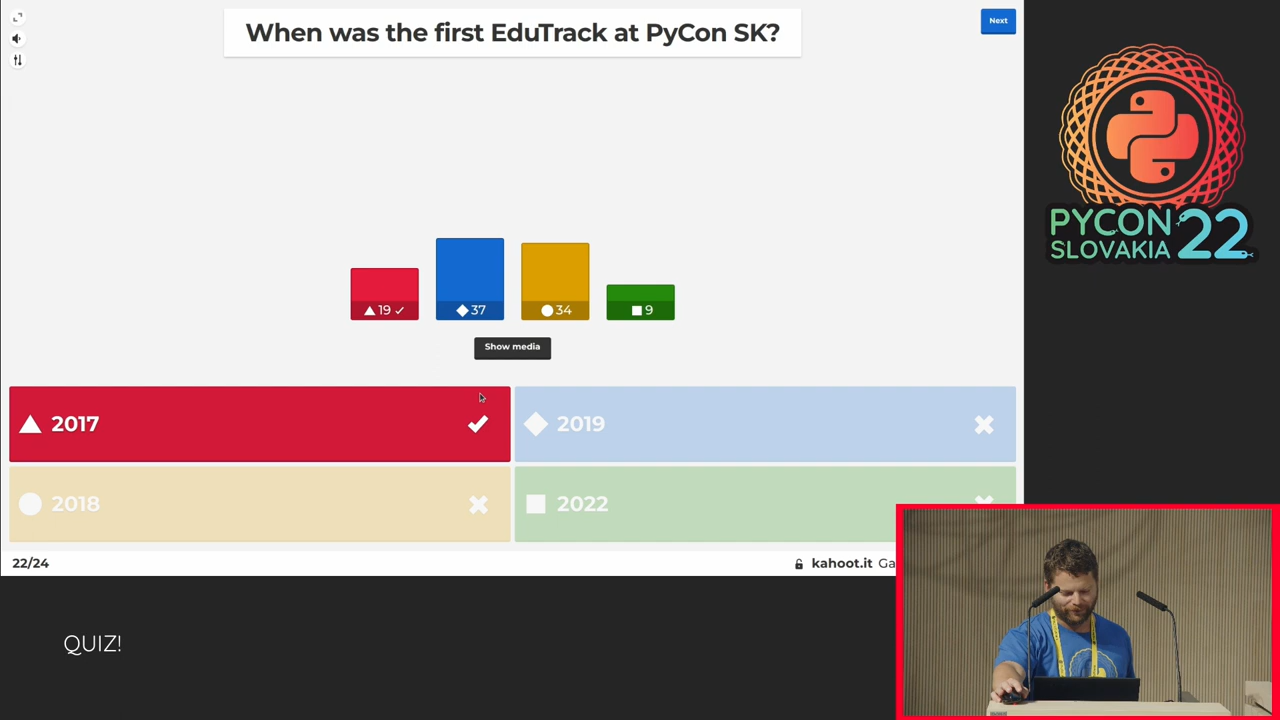 When was the first EduTrack at PyCon SK?
Next
19
37
34
9
Show media
2017
2019
2018
2022
22/24
kahoot.it Ga
QUIZ!
PYCON
SLOVAKIA
22